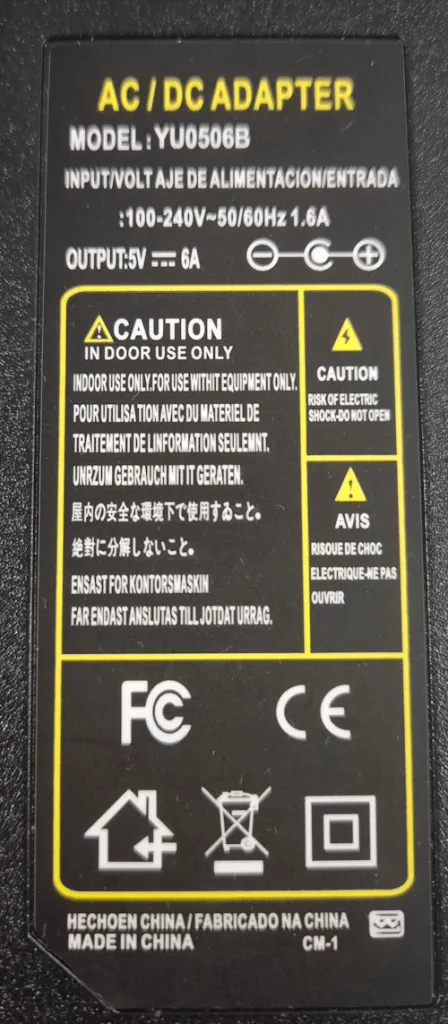 AC / DC ADAPTER
MODEL : YU0506B
INPUT/VOLT AJE DE ALIMENTACION/ENTRADA
:100-240V~50/60Hz 1.6A
OUTPUT:5V ⎓ 6A
CAUTION
IN DOOR USE ONLY
INDOOR USE ONLY.FOR USE WITHIT EQUIPMENT ONLY.
POUR UTILISA TION AVEC DU MATERIEL DE
TRAITEMENT DE LINFORMATION SEULEMNT.
UNRZUM GEBRAUCH MIT IT GERATEN.
屋内の安全な環境下で使用すること。
絶對に分解しないこと。
ENSAST FOR KONTORSMASKIN
FAR ENDAST ANSLUTAS TILL JOTDAT URRAG.
CAUTION
RISK OF ELECTRIC
SHOCK-DO NOT OPEN
AVIS
RISOUE DE CHOC
ELECTRIQUE-NE PAS
OUVRIR
FC
CE
HECHOEN CHINA / FABRICADO NA CHINA
MADE IN CHINA
CM-1